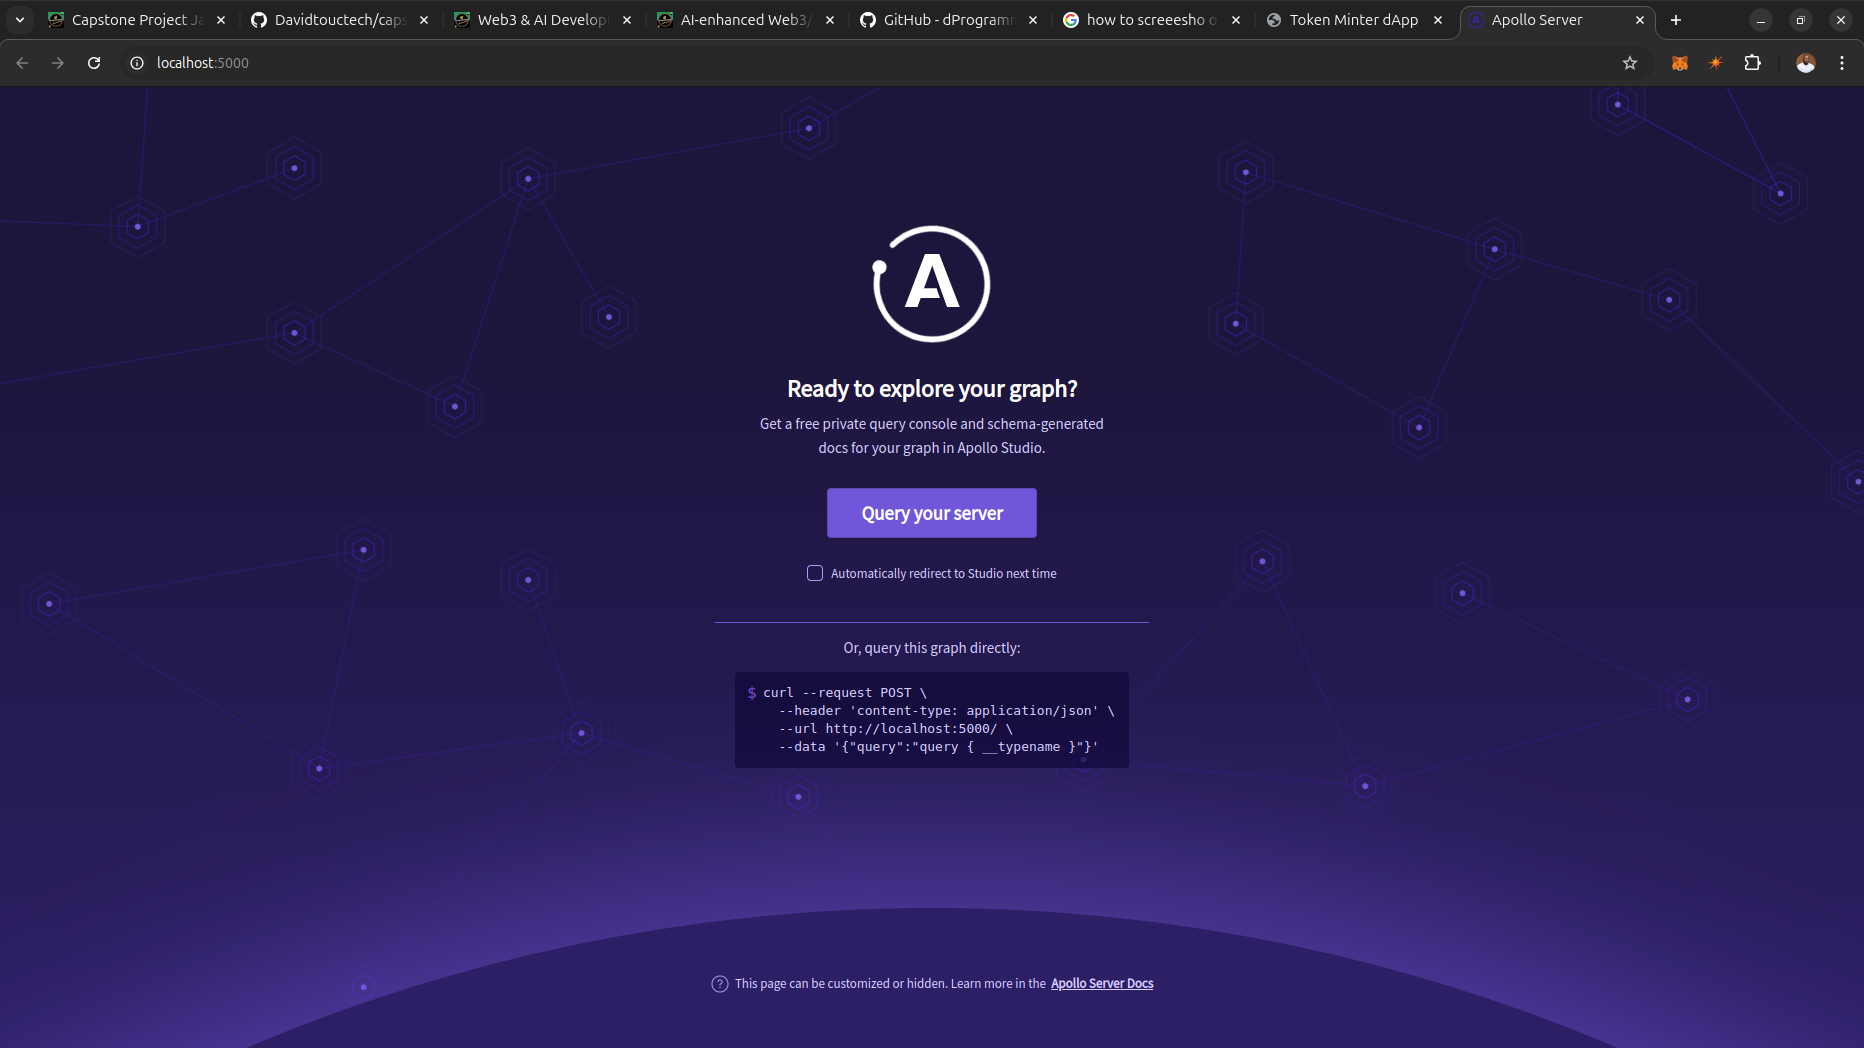 Capstone Project Ja
Davidtouctech/caps
Web3 & AI Develop
AI-enhanced Web3/
GitHub - dProgramm
how to screeesho o
Token Minter dApp
Apollo Server
localhost:5000
A
Ready to explore your graph?
Get a free private query console and schema-generated
docs for your graph in Apollo Studio.
Query your server
Automatically redirect to Studio next time
Or, query this graph directly:
$ curl --request POST \
--header 'content-type: application/json' \
--url http://localhost:5000/ \
--data '{"query":"query { __typename }"}'
? This page can be customized or hidden. Learn more in the Apollo Server Docs